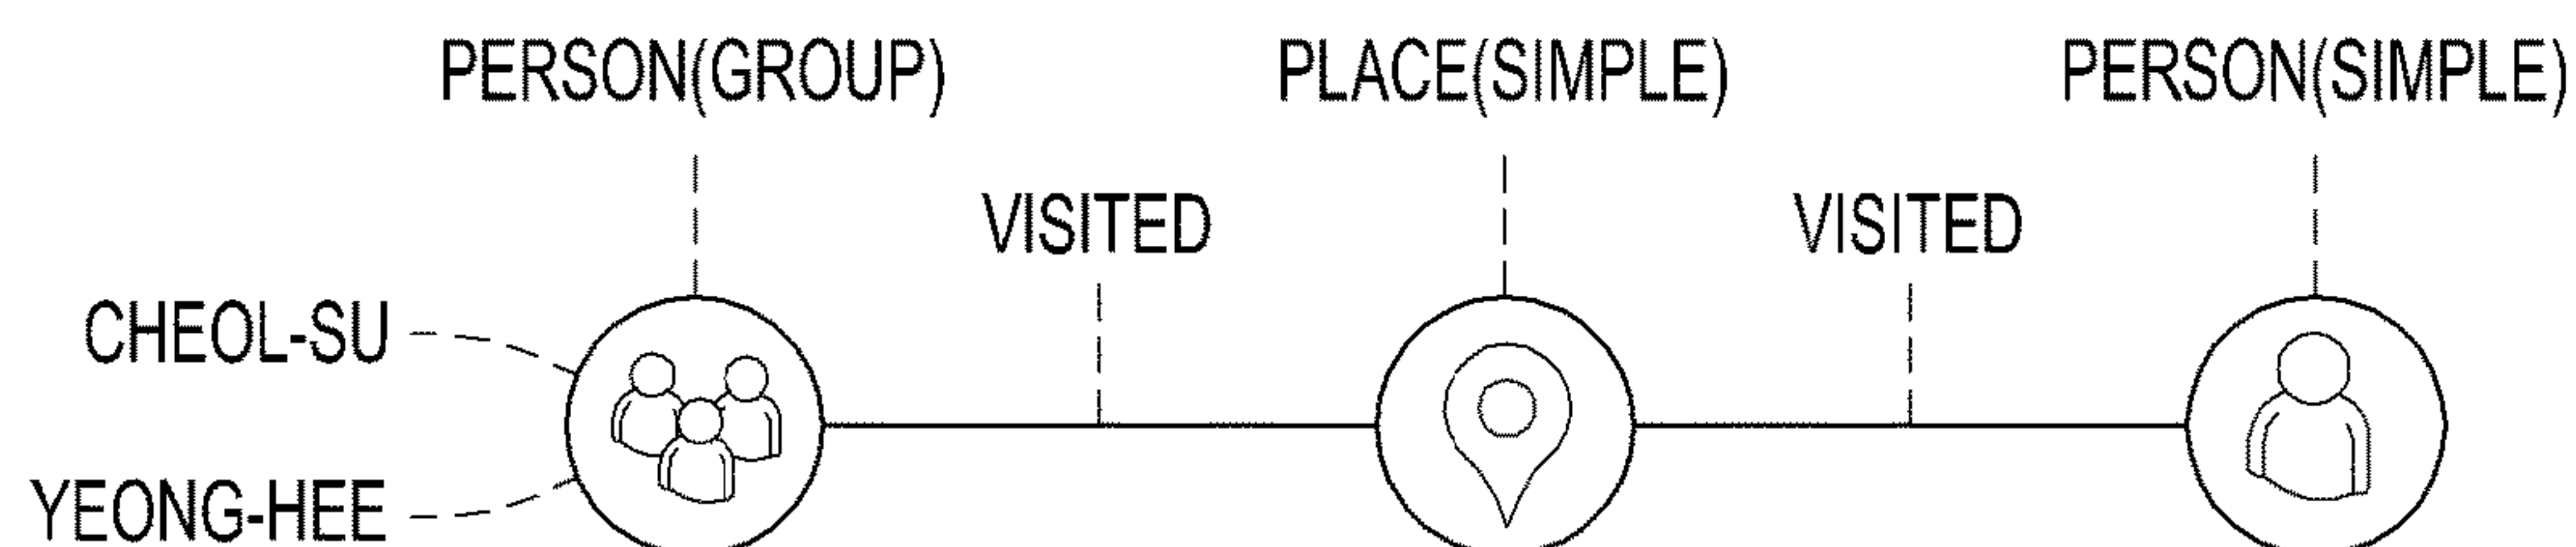 PERSON(GROUP)
PLACE(SIMPLE)
PERSON(SIMPLE)
VISITED
VISITED
CHEOL-SU
YEONG-HEE